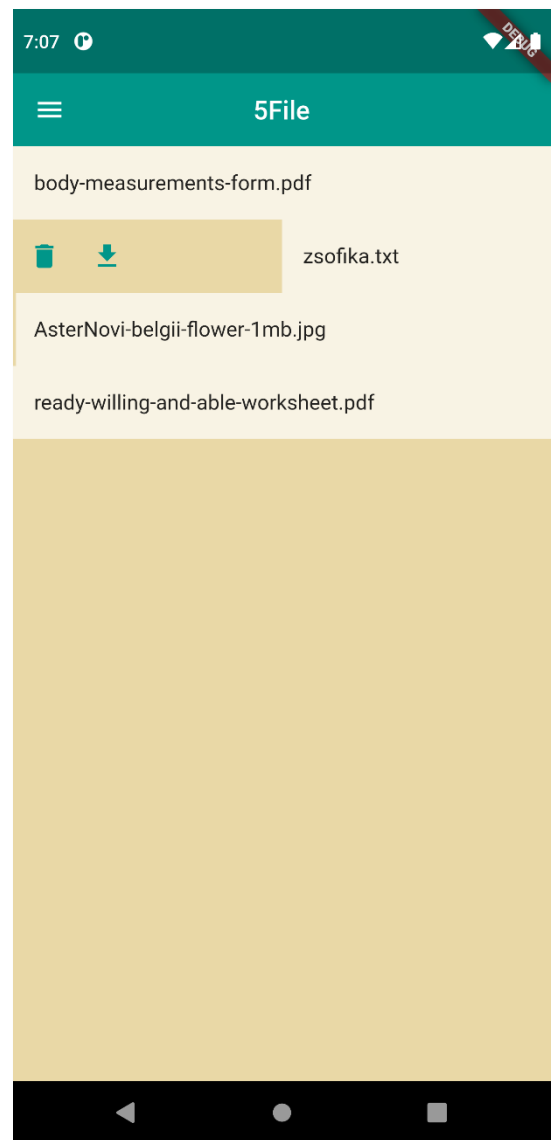 7:07
DEBUG
5File
body-measurements-form.pdf
zsofika.txt
AsterNovi-belgii-flower-1mb.jpg
ready-willing-and-able-worksheet.pdf